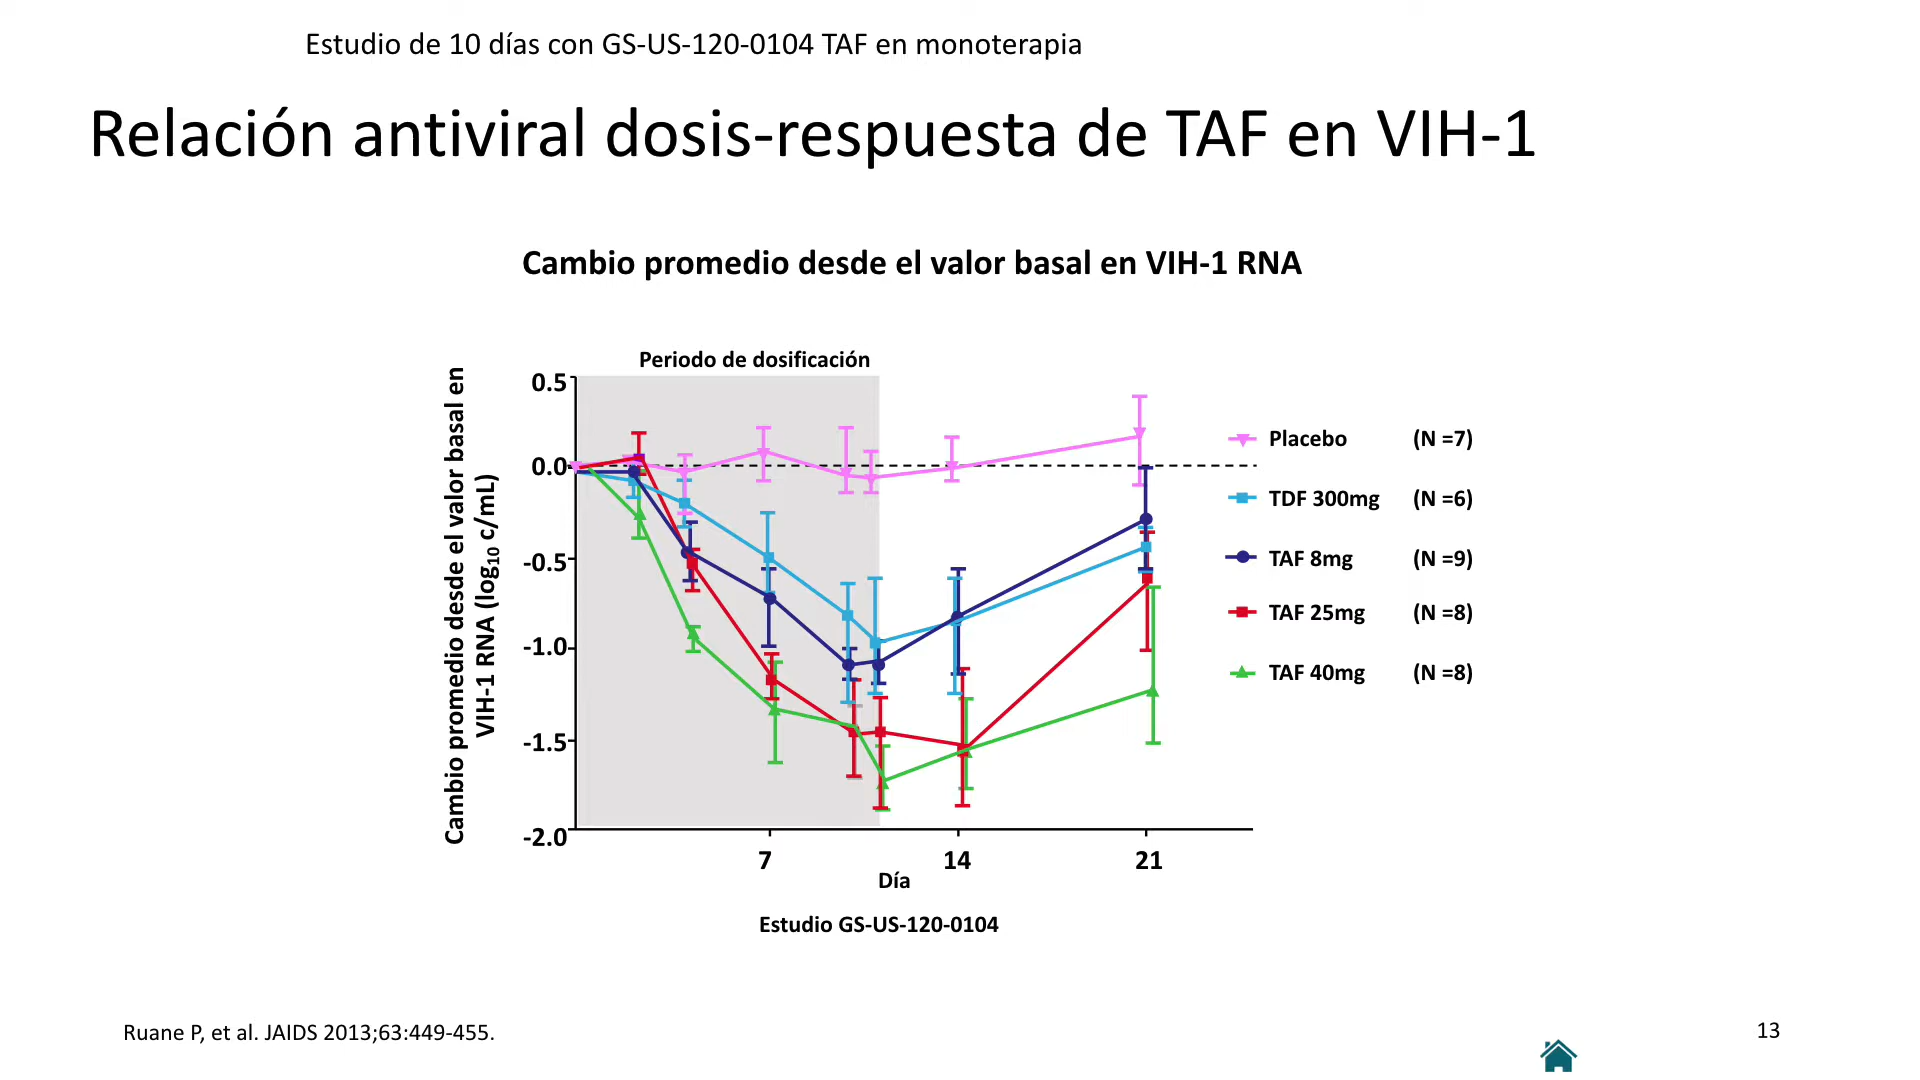 Estudio de 10 días con GS-US-120-0104 TAF en monoterapia
Relación antiviral dosis-respuesta de TAF en VIH-1
Cambio promedio desde el valor basal en VIH-1 RNA
Periodo de dosificación
Cambio promedio desde el valor basal en
VIH-1 RNA (log10 c/mL)
0.5
0.0
-0.5
-1.0
-1.5
-2.0
7 14 21
Día
Placebo (N =7)
TDF 300mg (N =6)
TAF 8mg (N =9)
TAF 25mg (N =8)
TAF 40mg (N =8)
Estudio GS-US-120-0104
Ruane P, et al. JAIDS 2013;63:449-455.
13